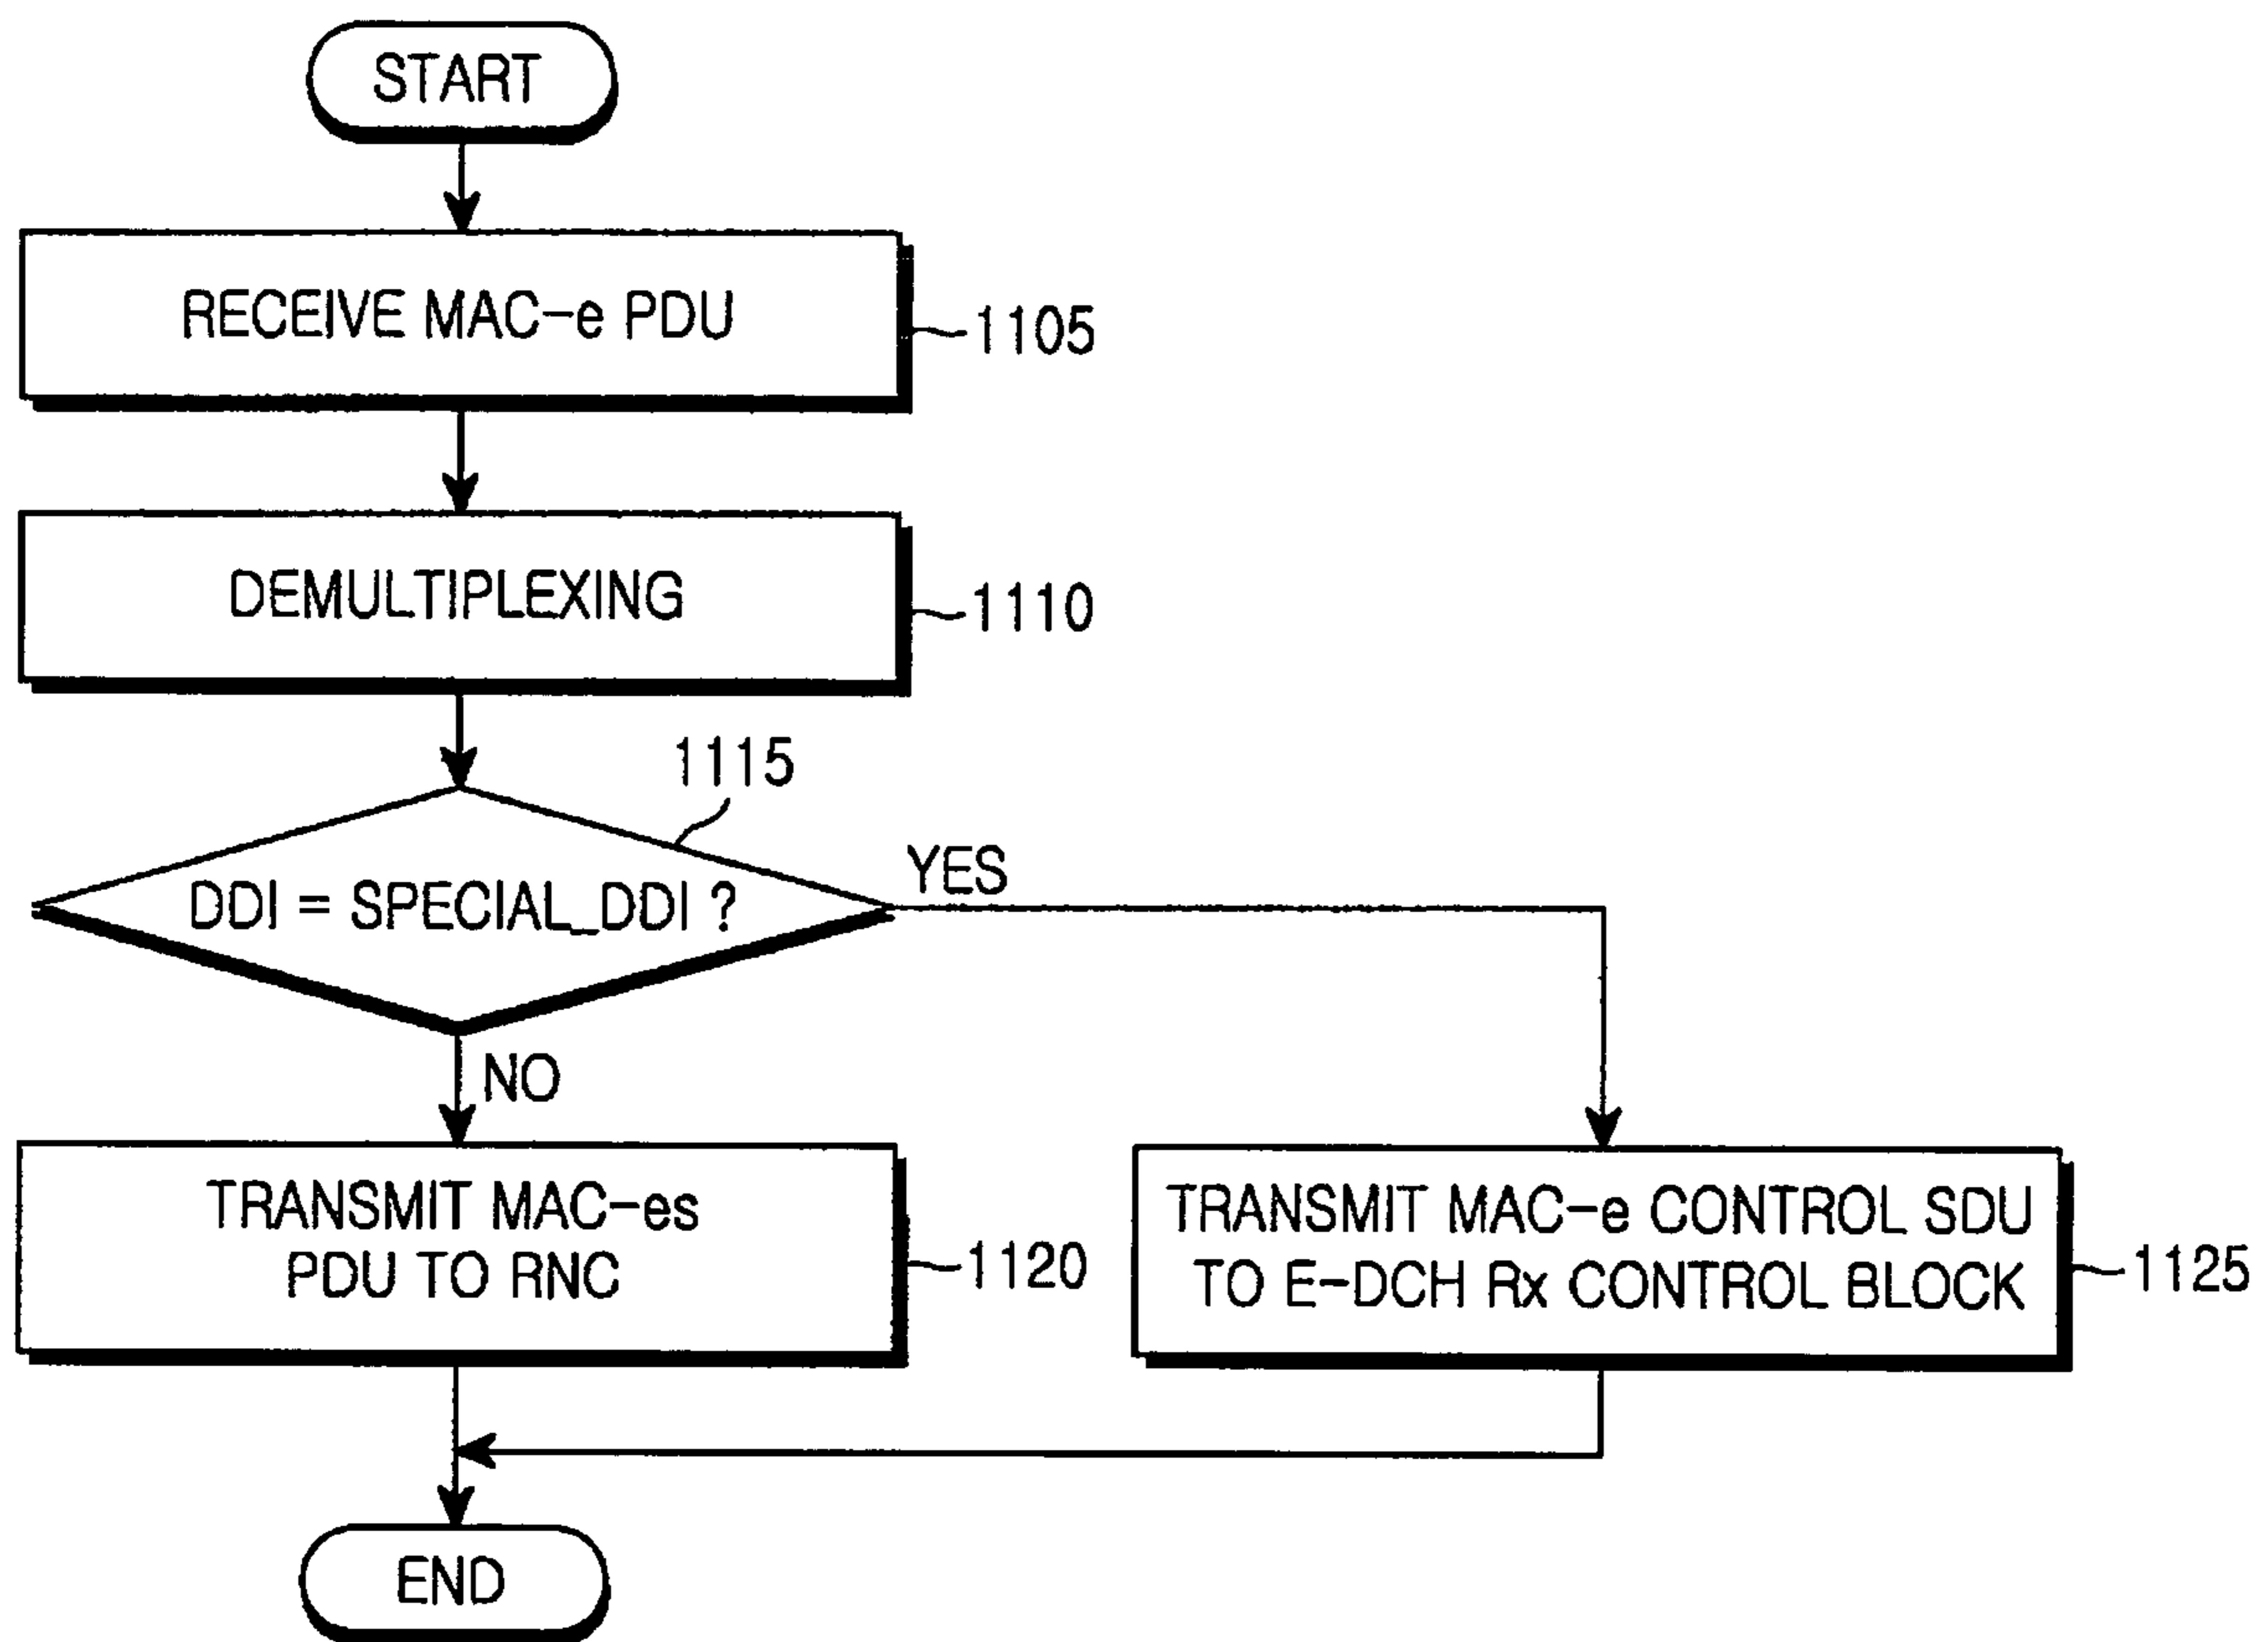 START
RECEIVE MAC-e PDU
1105
DEMULTIPLEXING
1110
1115
DDI = SPECIAL_DDI ?
YES
NO
TRANSMIT MAC-es
PDU TO RNC
1120
TRANSMIT MAC-e CONTROL SDU
TO E-DCH Rx CONTROL BLOCK
1125
END